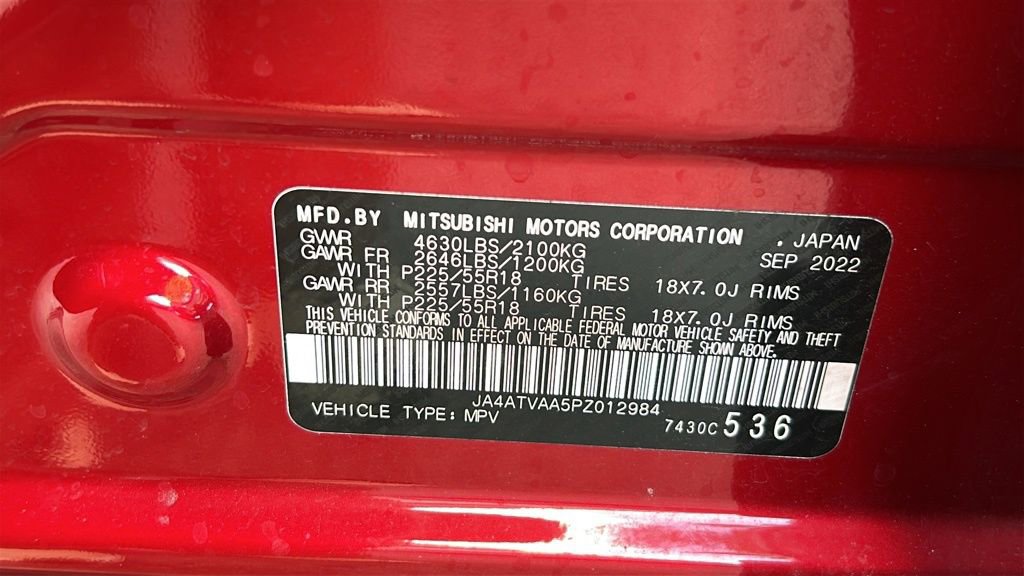 MFD.BY MITSUBISHI MOTORS CORPORATION . JAPAN
GVWR 4630LBS/2100KG SEP 2022
GAWR FR 2646LBS/1200KG
WITH P225/55R18 TIRES 18X7.0J RIMS
GAWR RR 2557LBS/1160KG
WITH P225/55R18 TIRES 18X7.0J RIMS
THIS VEHICLE CONFORMS TO ALL APPLICABLE FEDERAL MOTOR VEHICLE SAFETY AND THEFT
PREVENTION STANDARDS IN EFFECT ON THE DATE OF MANUFACTURE SHOWN ABOVE.
JA4ATVAA5PZ012984
VEHICLE TYPE: MPV 7430C 536